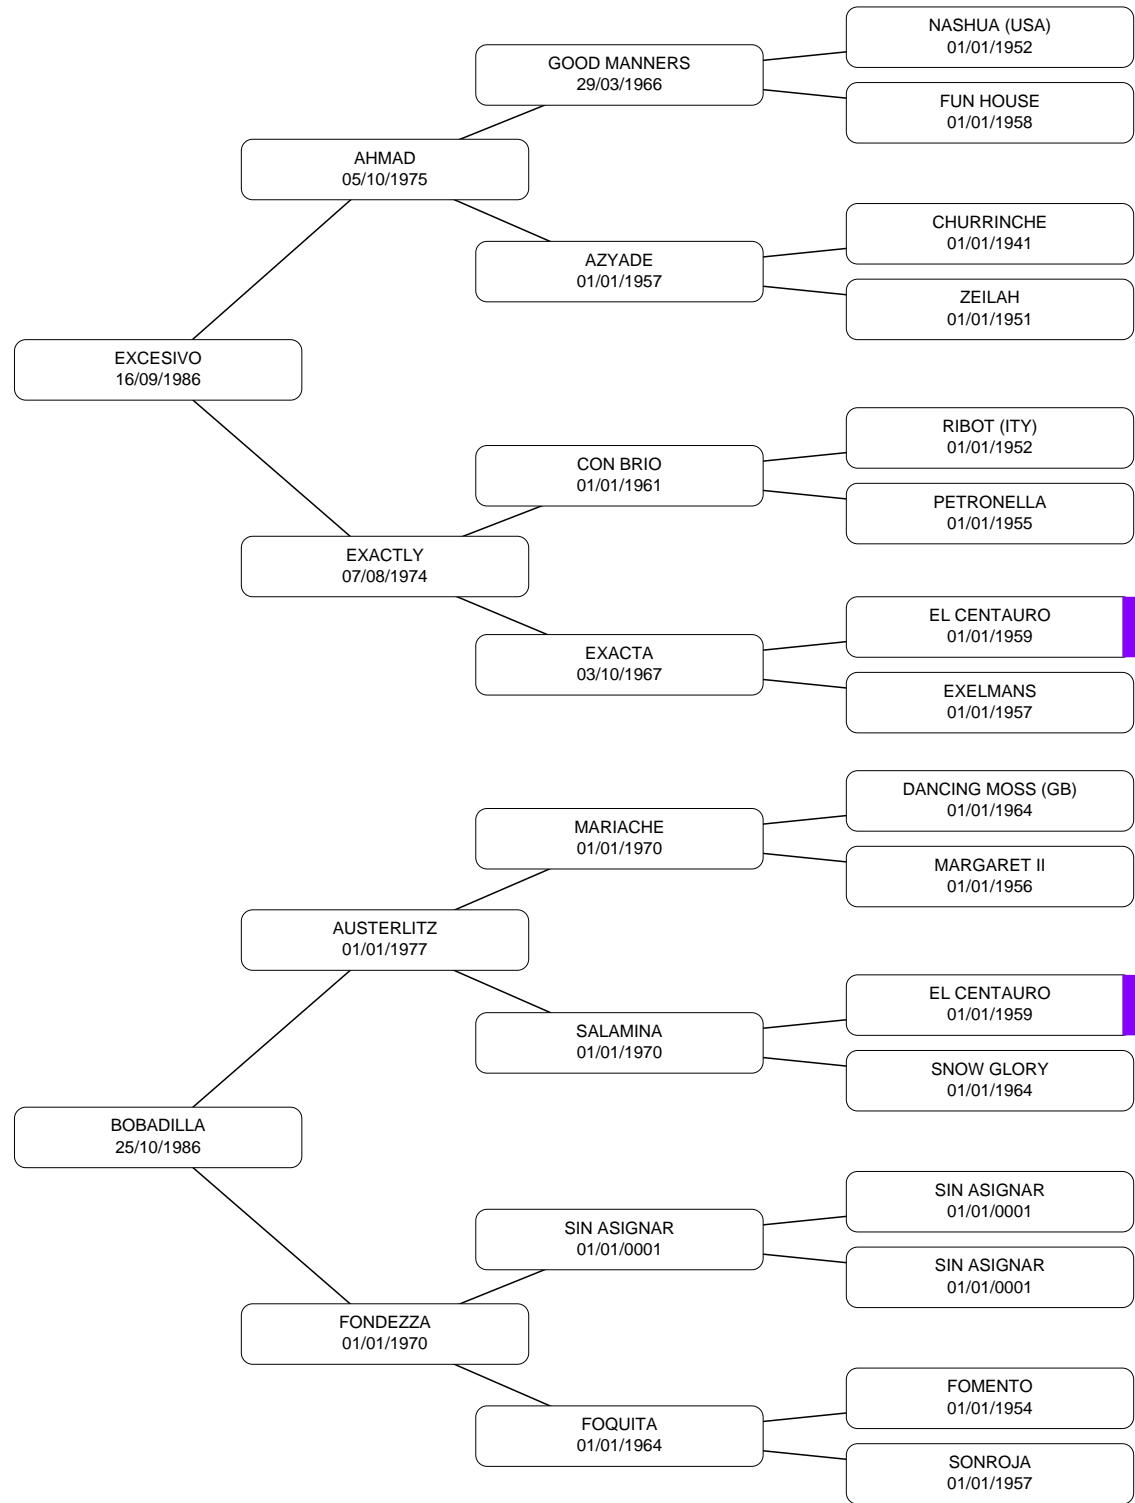 NASHUA (USA)
01/01/1952
GOOD MANNERS
29/03/1966
FUN HOUSE
01/01/1958
AHMAD
05/10/1975
CHURRINCHE
01/01/1941
AZYADE
01/01/1957
ZEILAH
01/01/1951
EXCESIVO
16/09/1986
RIBOT (ITY)
01/01/1952
CON BRIO
01/01/1961
PETRONELLA
01/01/1955
EXACTLY
07/08/1974
EL CENTAURO
01/01/1959
EXACTA
03/10/1967
EXELMANS
01/01/1957
DANCING MOSS (GB)
01/01/1964
MARIACHE
01/01/1970
MARGARET II
01/01/1956
AUSTERLITZ
01/01/1977
EL CENTAURO
01/01/1959
SALAMINA
01/01/1970
SNOW GLORY
01/01/1964
BOBADILLA
25/10/1986
SIN ASIGNAR
01/01/0001
SIN ASIGNAR
01/01/0001
SIN ASIGNAR
01/01/0001
FONDEZZA
01/01/1970
FOMENTO
01/01/1954
FOQUITA
01/01/1964
SONROJA
01/01/1957